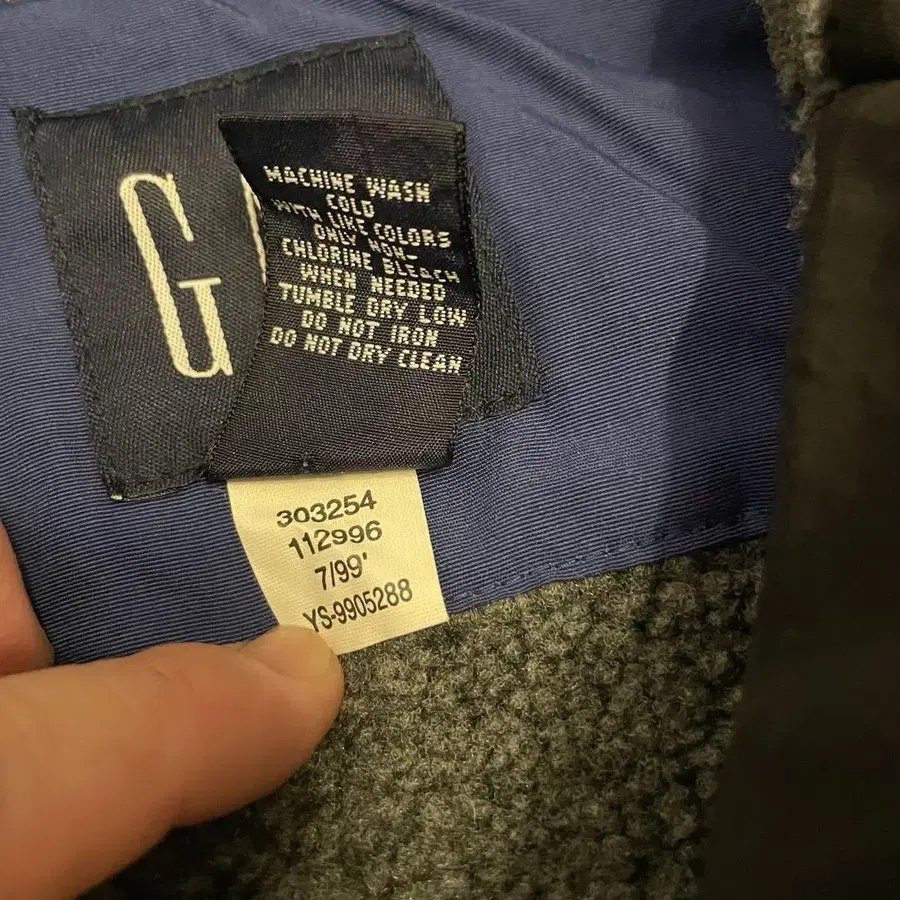 G
MACHINE WASH
COLD
WITH LIKE COLORS
ONLY NON-
CHLORINE BLEACH
WHEN NEEDED
TUMBLE DRY LOW
DO NOT IRON
DO NOT DRY CLEAN
303254
112996
7/99'
YS-9905288